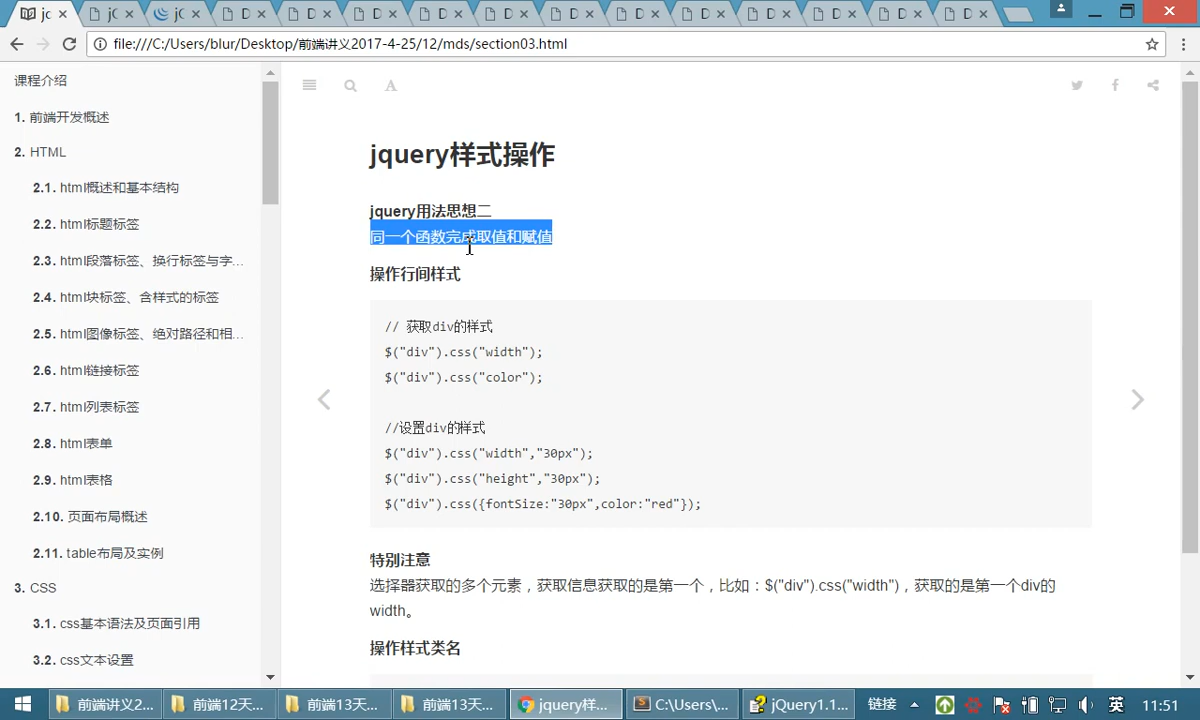 jc
jC
jC
D
D
D
D
D
D
D
D
D
D
D
D
file:///C:/Users/blur/Desktop/前端讲义2017-4-25/12/mds/section03.html
课程介绍
1. 前端开发概述
2. HTML
2.1. html概述和基本结构
2.2. html标题标签
2.3. html段落标签、换行标签与字...
2.4. html块标签、含样式的标签
2.5. html图像标签、绝对路径和相...
2.6. html链接标签
2.7. html列表标签
2.8. html表单
2.9. html表格
2.10. 页面布局概述
2.11. table布局及实例
3. CSS
3.1. css基本语法及页面引用
3.2. css文本设置
A
jquery样式操作
jquery用法思想二
同一个函数完成取值和赋值
操作行间样式
// 获取div的样式
$("div").css("width");
$("div").css("color");
//设置div的样式
$("div").css("width","30px");
$("div").css("height","30px");
$("div").css({fontSize:"30px",color:"red"});
特别注意
选择器获取的多个元素，获取信息获取的是第一个，比如：$("div").css("width")，获取的是第一个div的
width。
操作样式类名
前端讲义2...
前端12天...
前端13天...
前端13天...
jquery样...
C:\Users\...
jQuery1.1...
链接
英
11:51